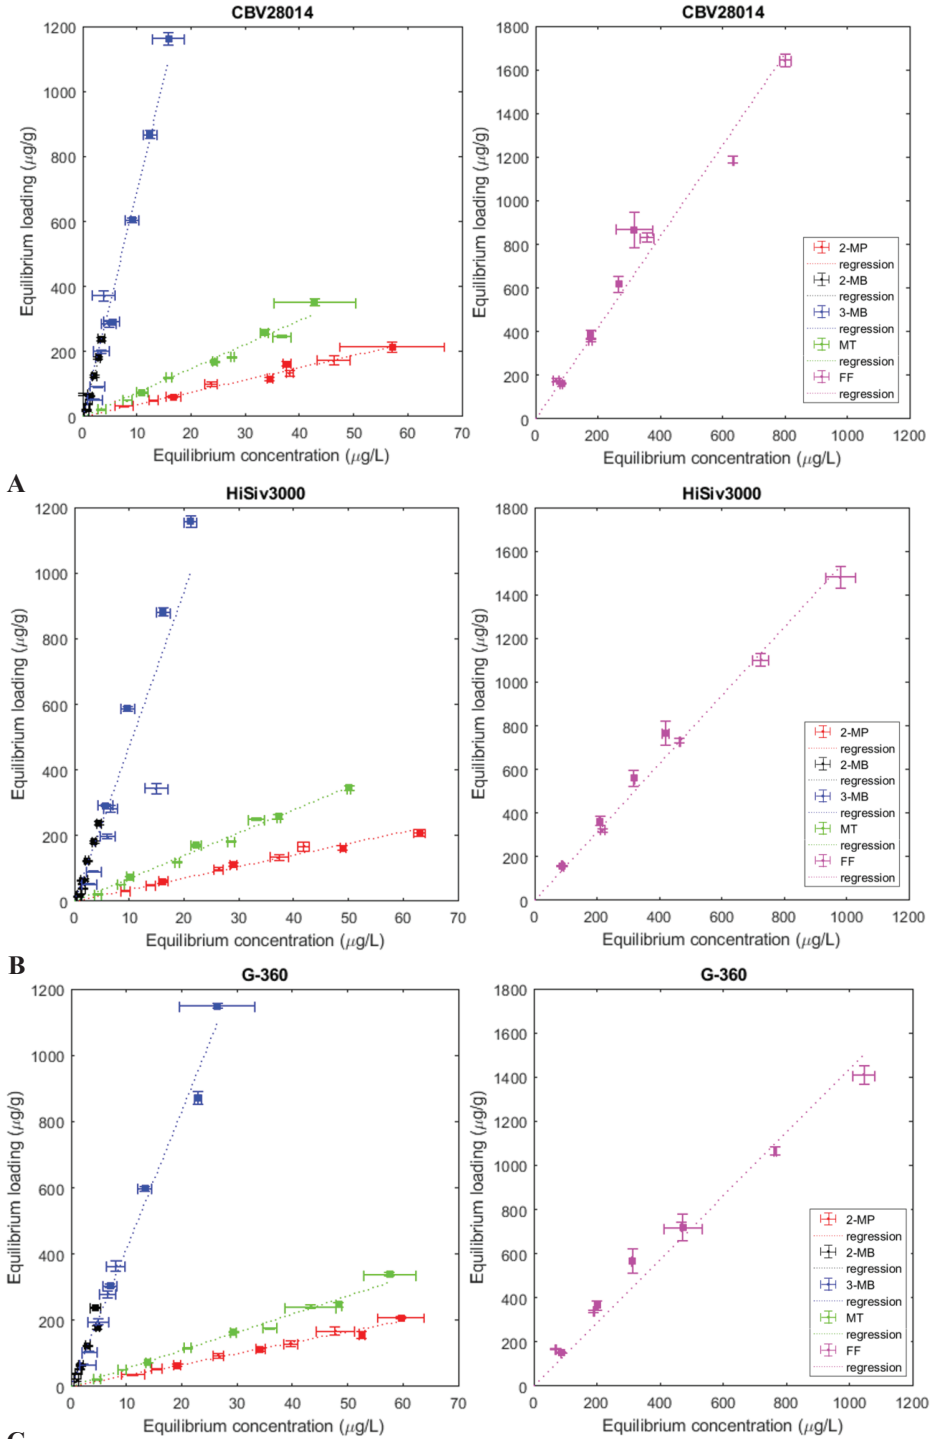 CBV28014
Equilibrium loading (µg/g)
1200
1000
800
600
400
200
0
0 10 20 30 40 50 60 70
Equilibrium concentration (µg/L)
CBV28014
Equilibrium loading (µg/g)
1800
1600
1400
1200
1000
800
600
400
200
0
0 200 400 600 800 1000 1200
Equilibrium concentration (µg/L)
2-MP
regression
2-MB
regression
3-MB
regression
MT
regression
FF
regression
A
HiSiv3000
Equilibrium loading (µg/g)
1200
1000
800
600
400
200
0
0 10 20 30 40 50 60 70
Equilibrium concentration (µg/L)
HiSiv3000
Equilibrium loading (µg/g)
1800
1600
1400
1200
1000
800
600
400
200
0
0 200 400 600 800 1000 1200
Equilibrium concentration (µg/L)
2-MP
regression
2-MB
regression
3-MB
regression
MT
regression
FF
regression
B
G-360
Equilibrium loading (µg/g)
1200
1000
800
600
400
200
0
0 10 20 30 40 50 60 70
Equilibrium concentration (µg/L)
G-360
Equilibrium loading (µg/g)
1800
1600
1400
1200
1000
800
600
400
200
0
0 200 400 600 800 1000 1200
Equilibrium concentration (µg/L)
2-MP
regression
2-MB
regression
3-MB
regression
MT
regression
FF
regression